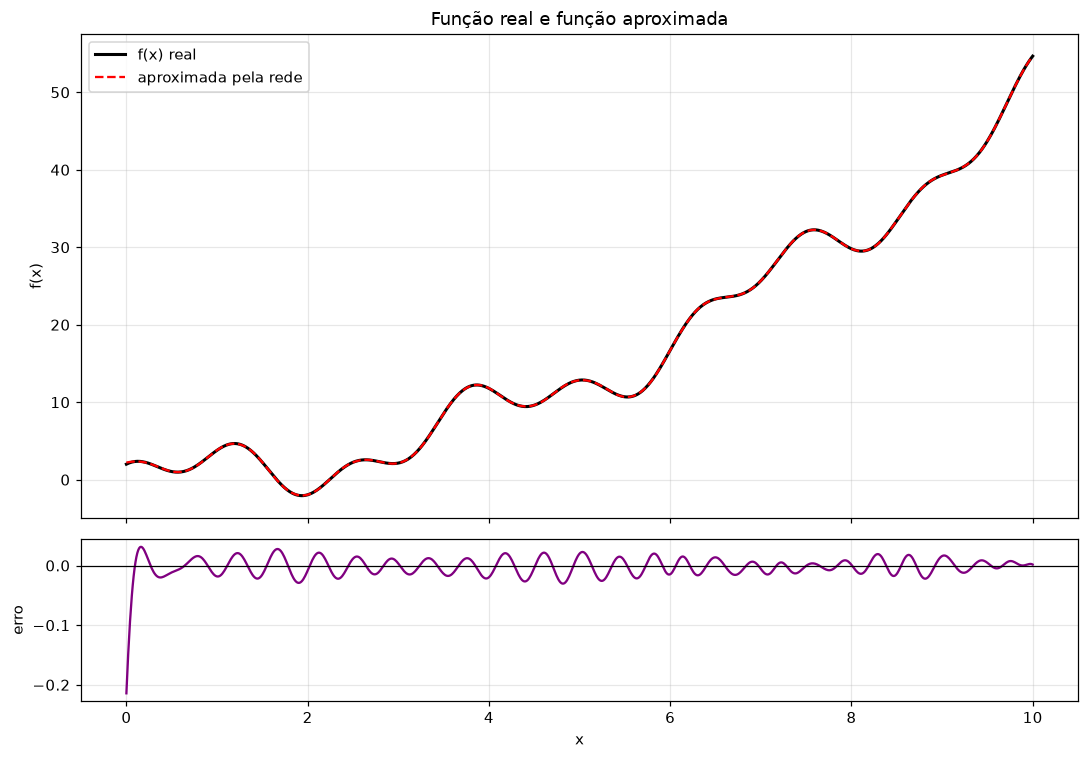 Função real e função aproximada
f(x) real
aproximada pela rede
50
40
30
20
10
0
f(x)
0.0
−0.1
−0.2
erro
0 2 4 6 8 10
x